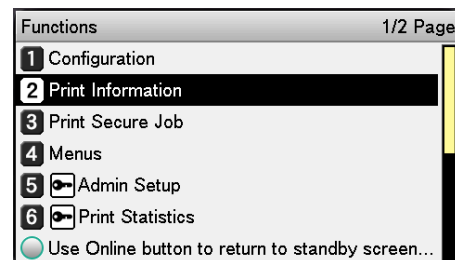 Functions 1/2 Page
1 Configuration
2 Print Information
3 Print Secure Job
4 Menus
5 Admin Setup
6 Print Statistics
Use Online button to return to standby screen...